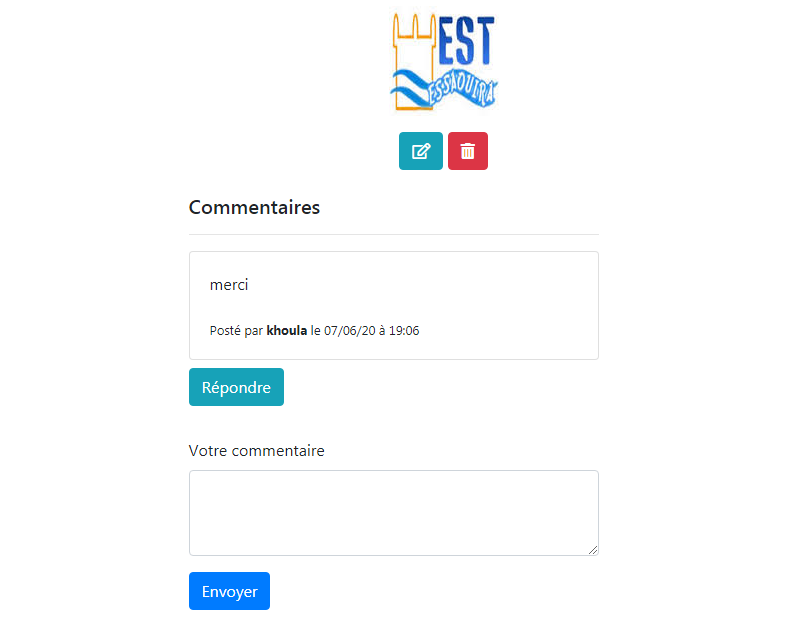 EST
ESSAOUIRA
Commentaires
merci
Posté par khoula le 07/06/20 à 19:06
Répondre
Votre commentaire
Envoyer